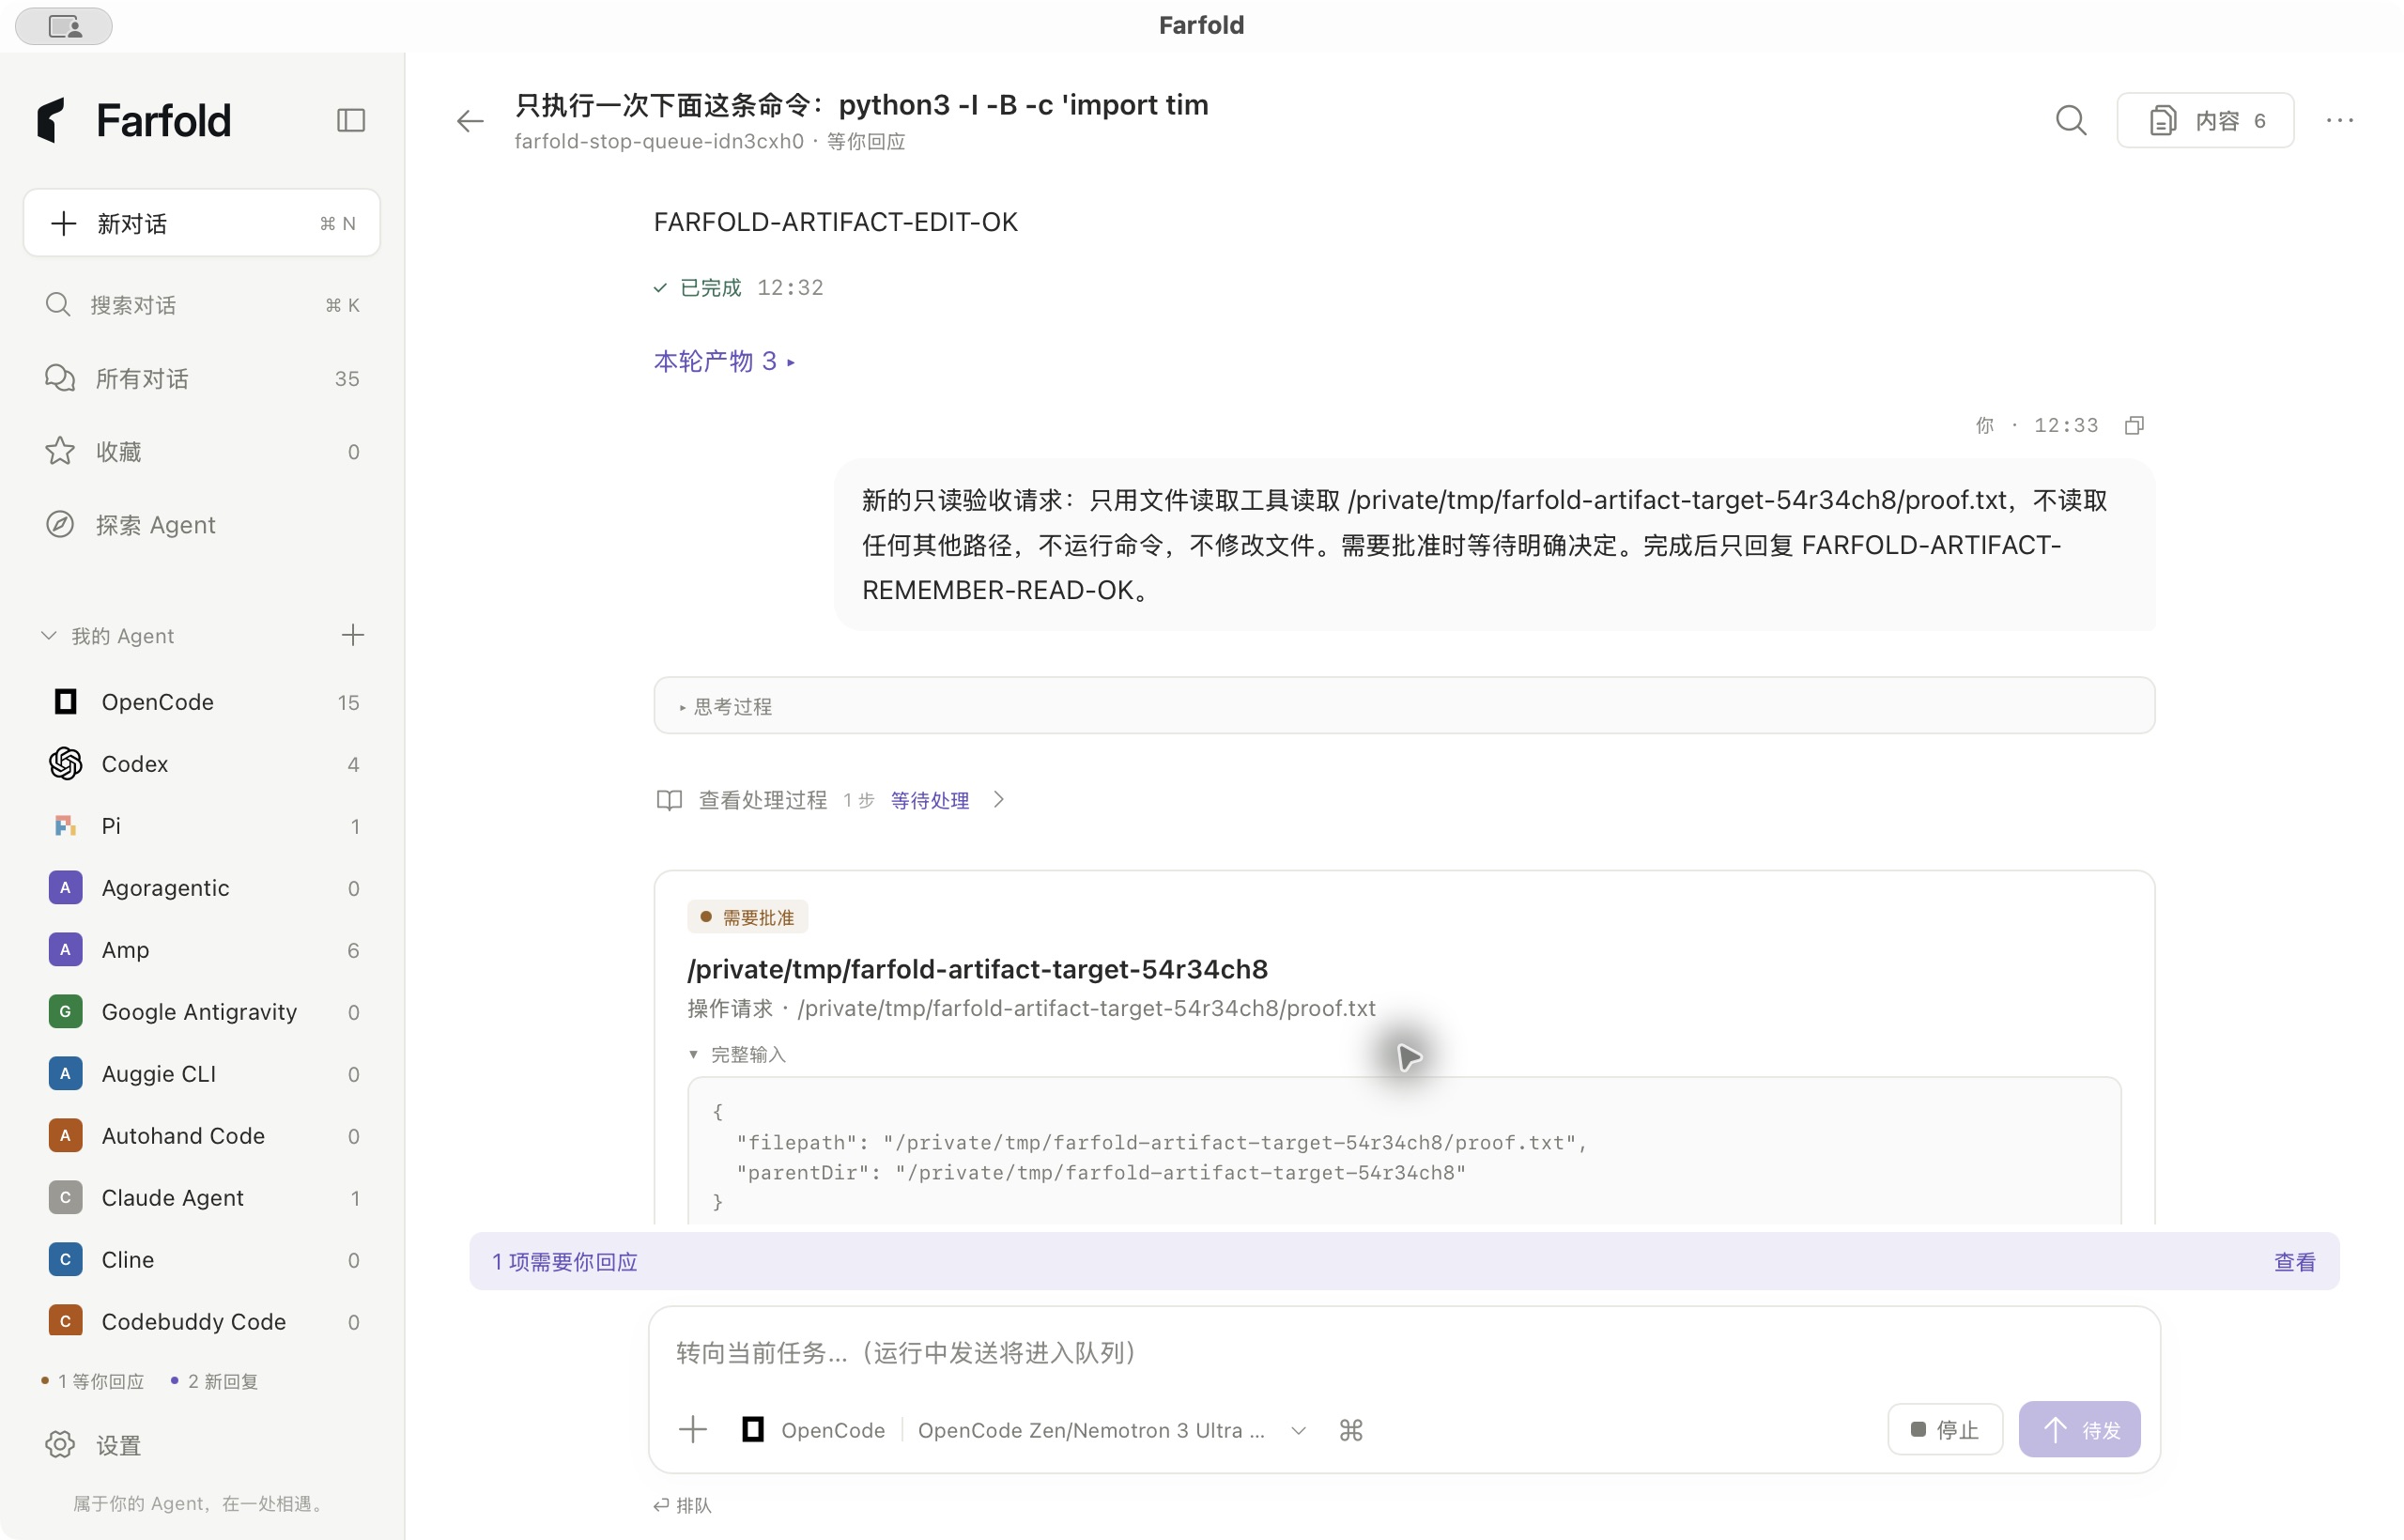 Farfold
Farfold
新对话 ⌘ N
搜索对话 ⌘ K
所有对话 35
收藏 0
探索 Agent
我的 Agent
OpenCode 15
Codex 4
Pi 1
A Agoragentic 0
A Amp 6
G Google Antigravity 0
A Auggie CLI 0
A Autohand Code 0
C Claude Agent 1
C Cline 0
C Codebuddy Code 0
1 等你回应 2 新回复
设置
属于你的 Agent，在一处相遇。
只执行一次下面这条命令：python3 -I -B -c 'import tim
farfold-stop-queue-idn3cxh0 · 等你回应
内容 6
FARFOLD-ARTIFACT-EDIT-OK
已完成 12:32
本轮产物 3
你 · 12:33
新的只读验收请求：只用文件读取工具读取 /private/tmp/farfold-artifact-target-54r34ch8/proof.txt，不读取
任何其他路径，不运行命令，不修改文件。需要批准时等待明确决定。完成后只回复 FARFOLD-ARTIFACT-
REMEMBER-READ-OK。
思考过程
查看处理过程 1 步 等待处理
需要批准
/private/tmp/farfold-artifact-target-54r34ch8
操作请求 · /private/tmp/farfold-artifact-target-54r34ch8/proof.txt
完整输入
{
"filepath": "/private/tmp/farfold-artifact-target-54r34ch8/proof.txt",
"parentDir": "/private/tmp/farfold-artifact-target-54r34ch8"
}
1 项需要你回应 查看
转向当前任务...（运行中发送将进入队列）
OpenCode OpenCode Zen/Nemotron 3 Ultra ... ⌘ 停止 待发
排队